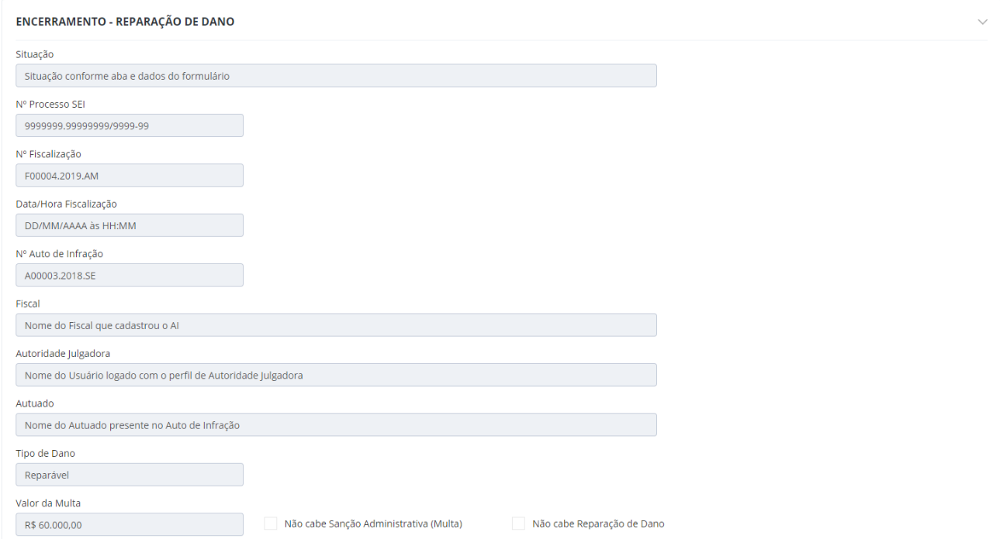 ENCERRAMENTO - REPARAÇÃO DE DANO
Situação
Situação conforme aba e dados do formulário
Nº Processo SEI
9999999.99999999/9999-99
Nº Fiscalização
F00004.2019.AM
Data/Hora Fiscalização
DD/MM/AAAA às HH:MM
Nº Auto de Infração
A00003.2018.SE
Fiscal
Nome do Fiscal que cadastrou o AI
Autoridade Julgadora
Nome do Usuário logado com o perfil de Autoridade Julgadora
Autuado
Nome do Autuado presente no Auto de Infração
Tipo de Dano
Reparável
Valor da Multa
R$ 60.000,00 Não cabe Sanção Administrativa (Multa) Não cabe Reparação de Dano